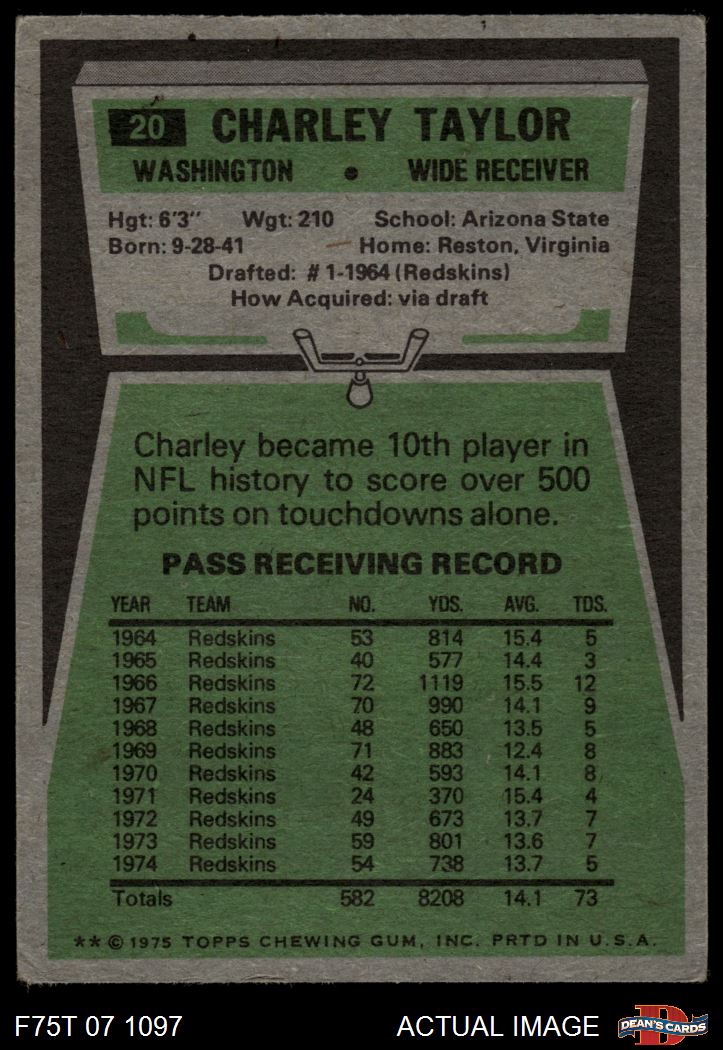 20 CHARLEY TAYLOR
WASHINGTON • WIDE RECEIVER
Hgt: 6'3" Wgt: 210 School: Arizona State
Born: 9-28-41 Home: Reston, Virginia
Drafted: #1-1964 (Redskins)
How Acquired: via draft
Charley became 10th player in
NFL history to score over 500
points on touchdowns alone.
PASS RECEIVING RECORD
YEAR TEAM NO. YDS. AVG. TDS.
1964 Redskins 53 814 15.4 5
1965 Redskins 40 577 14.4 3
1966 Redskins 72 1119 15.5 12
1967 Redskins 70 990 14.1 9
1968 Redskins 48 650 13.5 5
1969 Redskins 71 883 12.4 8
1970 Redskins 42 593 14.1 8
1971 Redskins 24 370 15.4 4
1972 Redskins 49 673 13.7 7
1973 Redskins 59 801 13.6 7
1974 Redskins 54 738 13.7 5
Totals 582 8208 14.1 73
** © 1975 TOPPS CHEWING GUM, INC. PRTD IN U.S.A.
F75T 07 1097 ACTUAL IMAGE D DEAN'S CARDS